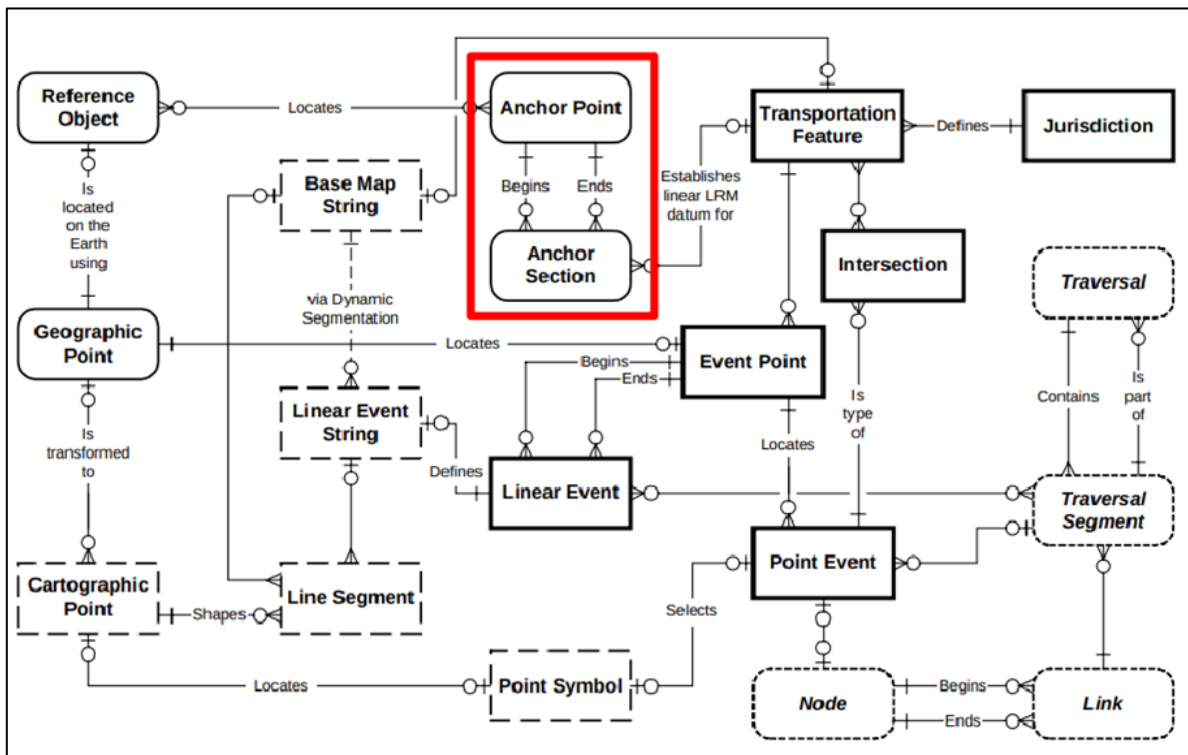 Reference
Object
Locates
Anchor Point
Transportation
Feature
Defines
Jurisdiction
Is
located
on the
Earth
using
Base Map
String
Begins
Ends
Establishes
linear LRM
datum for
Anchor
Section
Intersection
Traversal
via Dynamic
Segmentation
Geographic
Point
Locates
Event Point
Begins
Ends
Is
type
of
Contains
Is
part
of
Is
transformed
to
Linear Event
String
Defines
Linear Event
Locates
Traversal
Segment
Cartographic
Point
Shapes
Line Segment
Selects
Point Event
Locates
Point Symbol
Node
Begins
Ends
Link